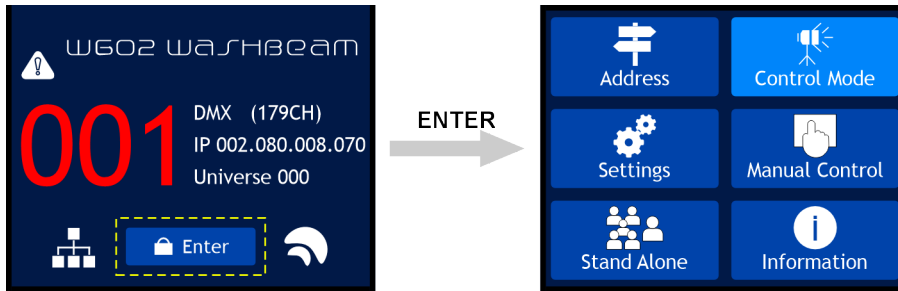 W602 WASHBEAM
001
DMX (179CH)
IP 002.080.008.070
Universe 000
Enter
ENTER
Address
Control Mode
Settings
Manual Control
Stand Alone
Information